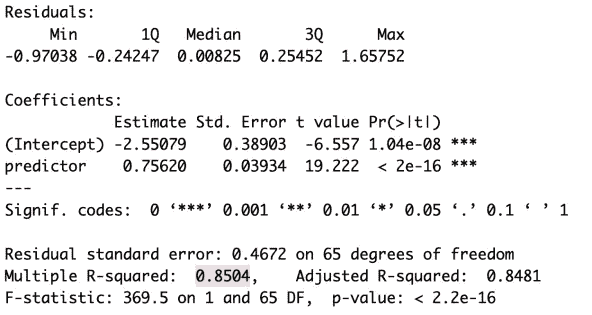 Residuals:
     Min       1Q   Median       3Q      Max
-0.97038 -0.24247  0.00825  0.25452  1.65752
Coefficients:
            Estimate Std. Error t value Pr(>|t|)
(Intercept) -2.55079    0.38903  -6.557 1.04e-08 ***
predictor    0.75620    0.03934  19.222  < 2e-16 ***
---
Signif. codes:  0 ‘***’ 0.001 ‘**’ 0.01 ‘*’ 0.05 ‘.’ 0.1 ‘ ’ 1
Residual standard error: 0.4672 on 65 degrees of freedom
Multiple R-squared:  0.8504,    Adjusted R-squared:  0.8481
F-statistic: 369.5 on 1 and 65 DF,  p-value: < 2.2e-16